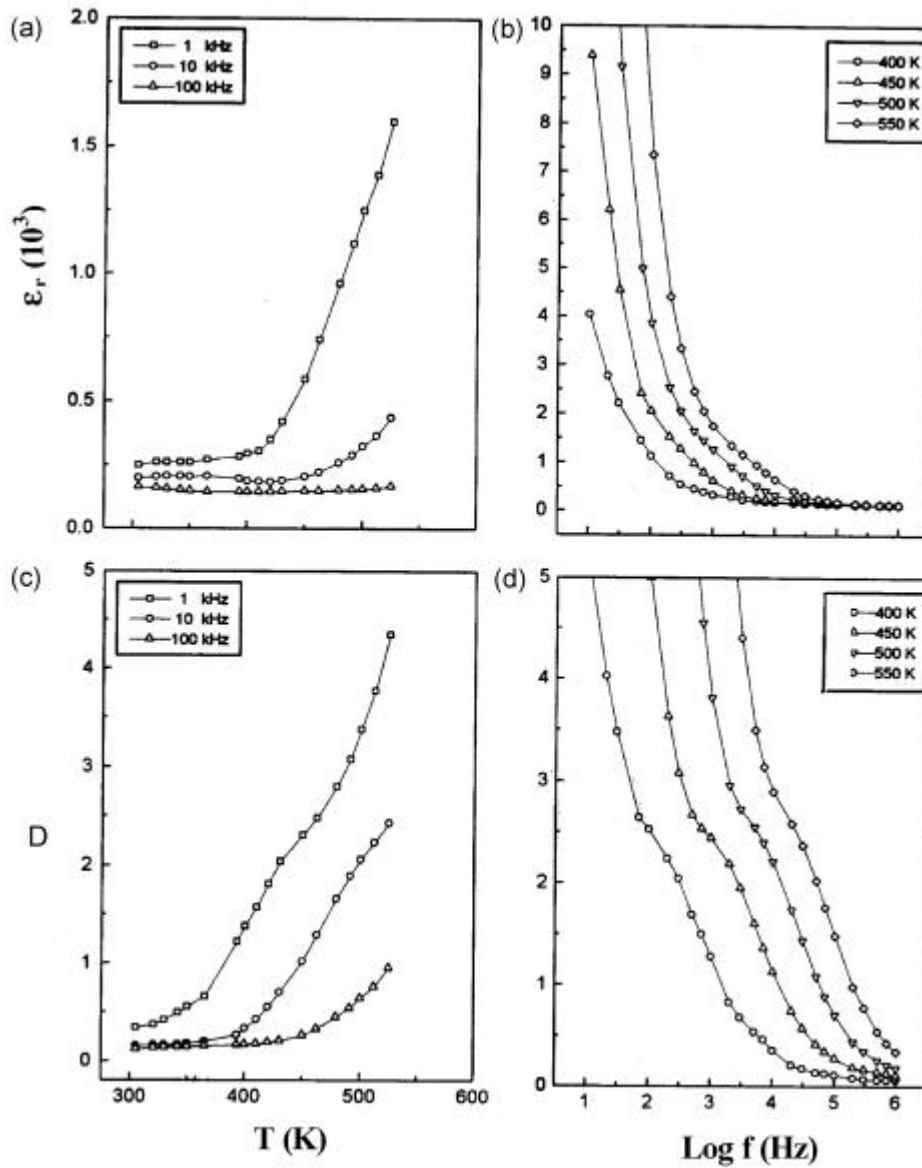 (a)
2.0
1.5
1.0
0.5
0.0
1 kHz
10 kHz
100 kHz
εr (10³)
(b)
10
9
8
7
6
5
4
3
2
1
0
400 K
450 K
500 K
550 K
(c)
5
4
3
2
1
0
1 kHz
10 kHz
100 kHz
D
300 400 500 600
T (K)
(d)
5
4
3
2
1
0
400 K
450 K
500 K
550 K
1 2 3 4 5 6
Log f (Hz)